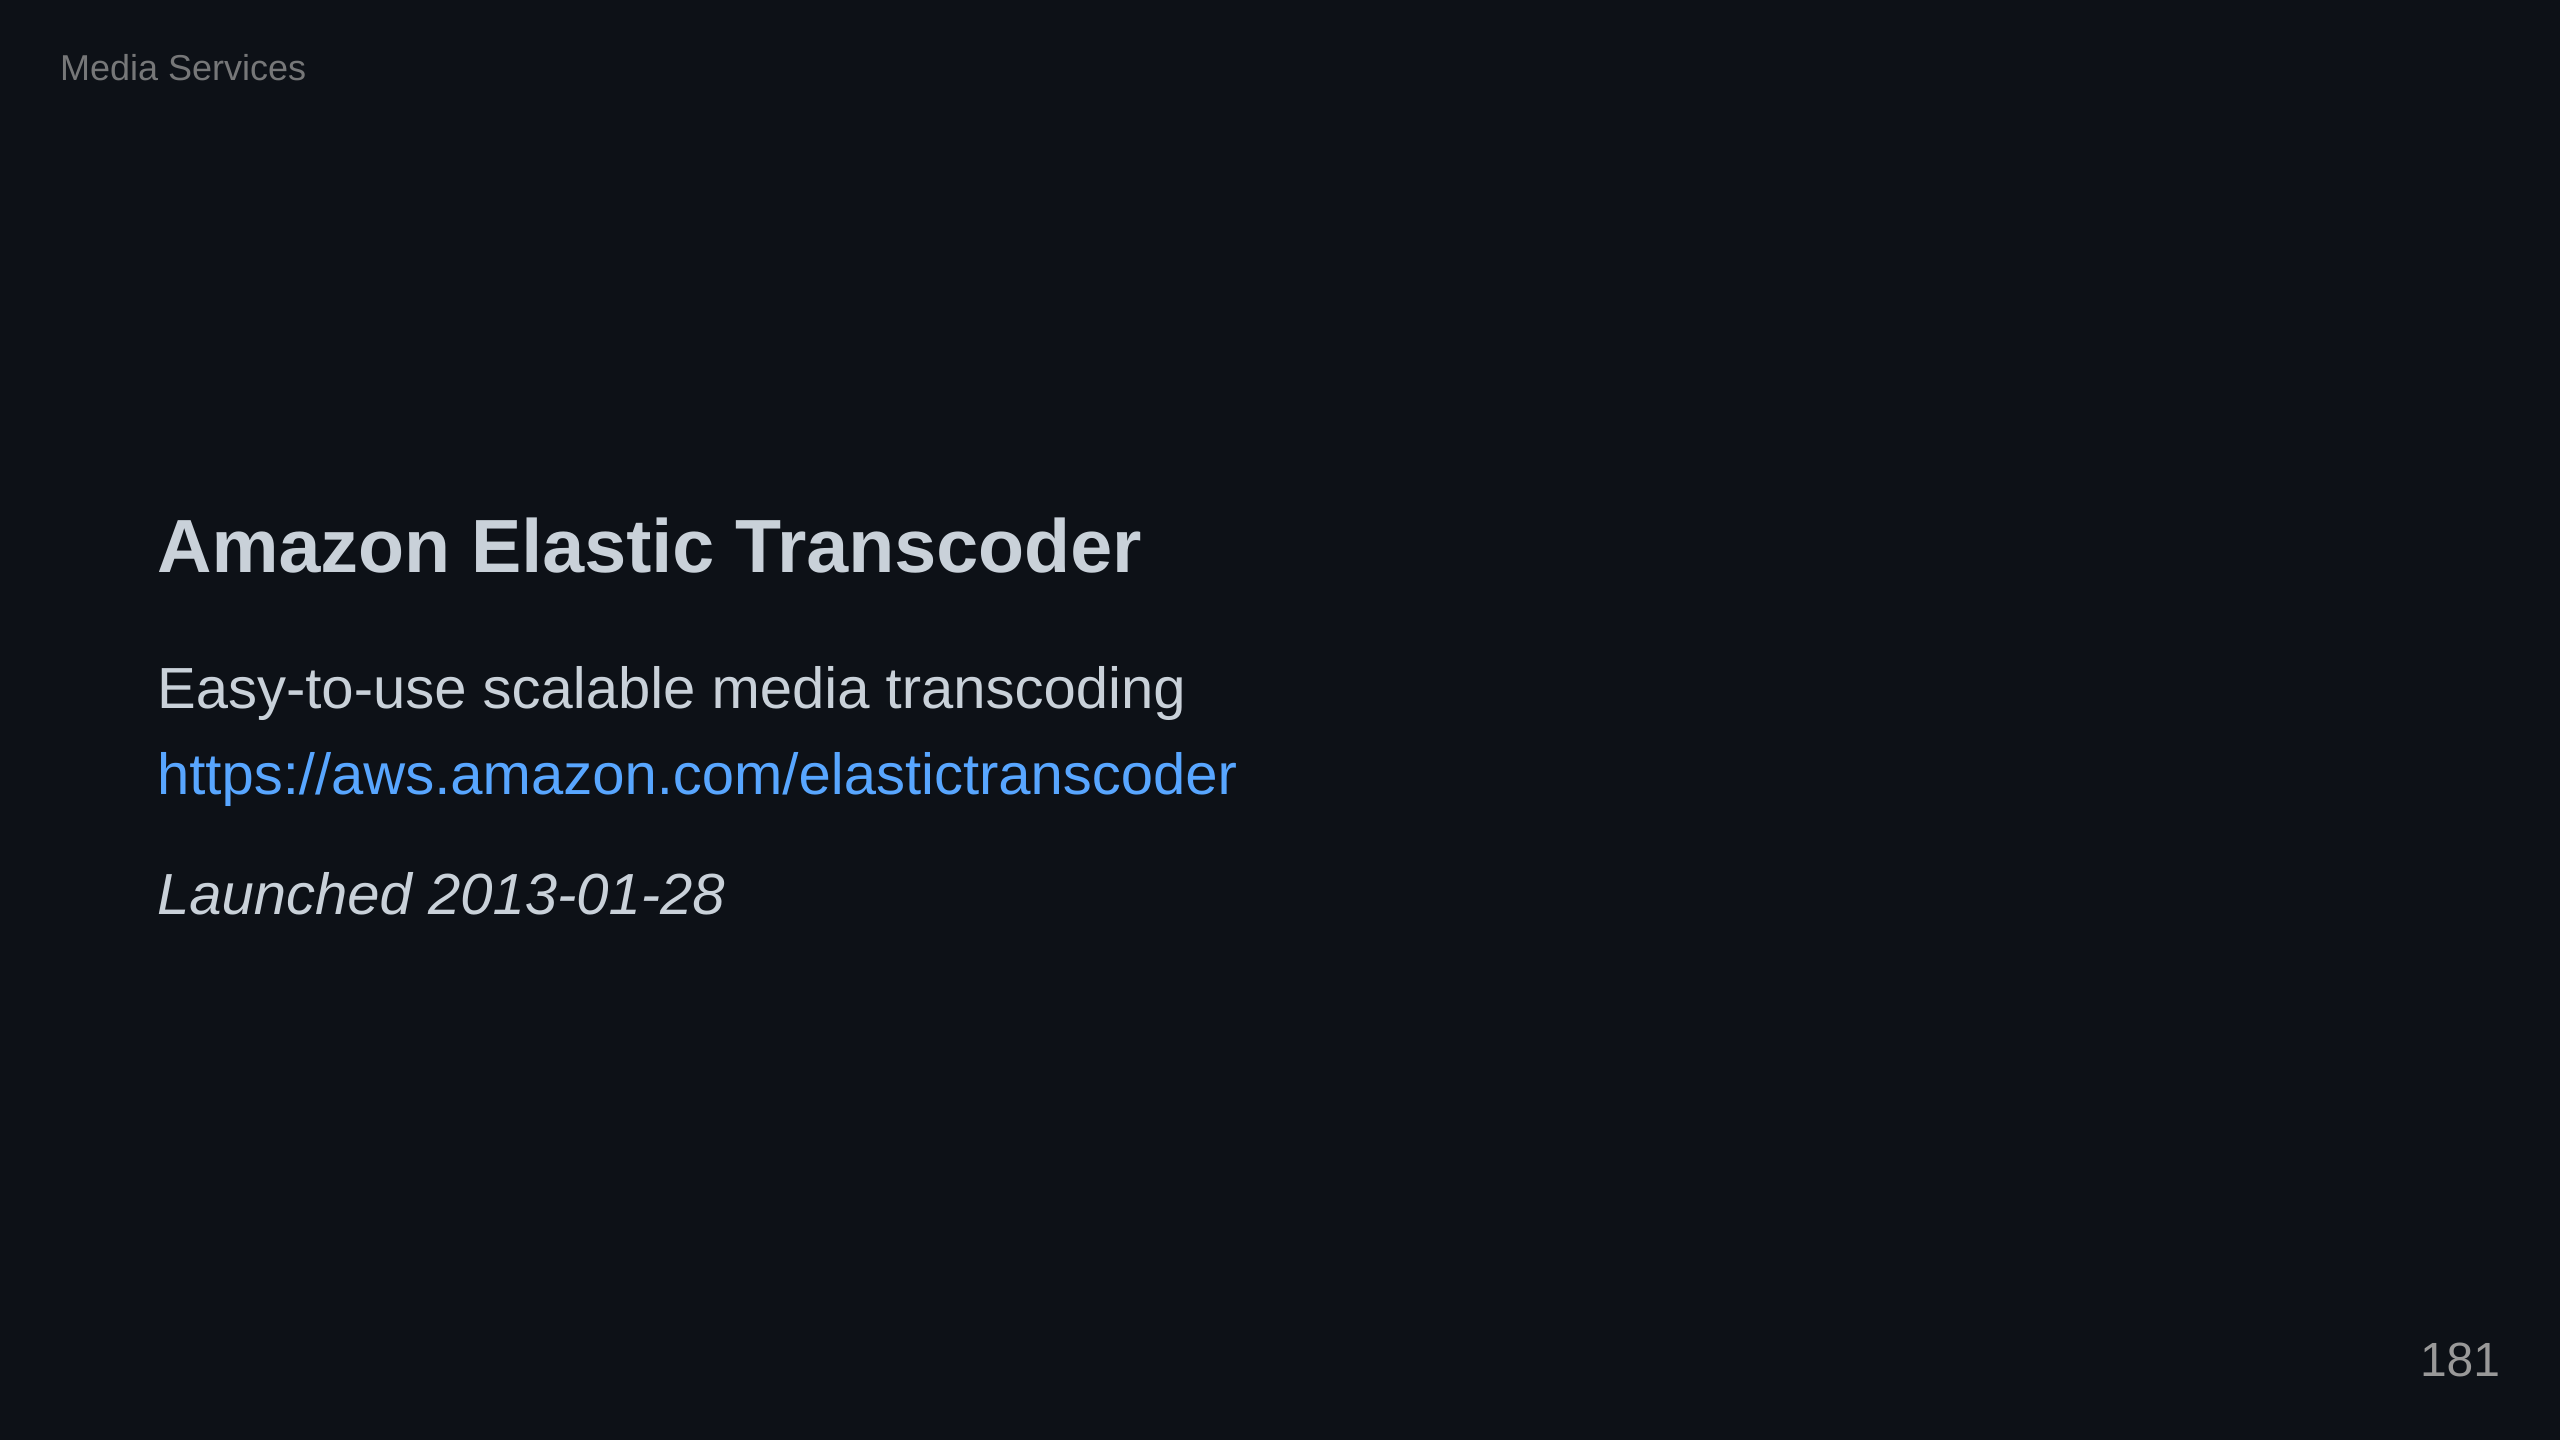 Media Services
Amazon Elastic Transcoder
Easy-to-use scalable media transcoding
https://aws.amazon.com/elastictranscoder
Launched 2013-01-28
181